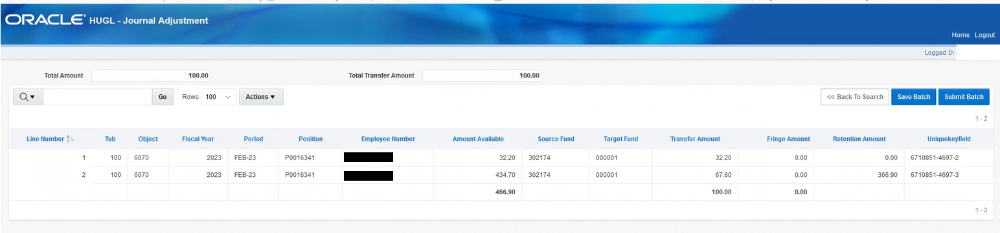 ORACLE® HUGL - Journal Adjustment
Home Logout
Logged In
Total Amount 100.00 Total Transfer Amount 100.00
Go Rows 100 Actions Back To Search Save Batch Submit Batch
1 - 2
Line Number Tub Object Fiscal Year Period Position Employee Number Amount Available Source Fund Target Fund Transfer Amount Fringe Amount Retention Amount Uniquekeyfield
1 100 6070 2023 FEB-23 P0016341 32.20 302174 000001 32.20 0.00 0.00 6710851-4697-2
2 100 6070 2023 FEB-23 P0016341 434.70 302174 000001 67.80 0.00 366.90 6710851-4697-3
466.90 100.00 0.00
1 - 2